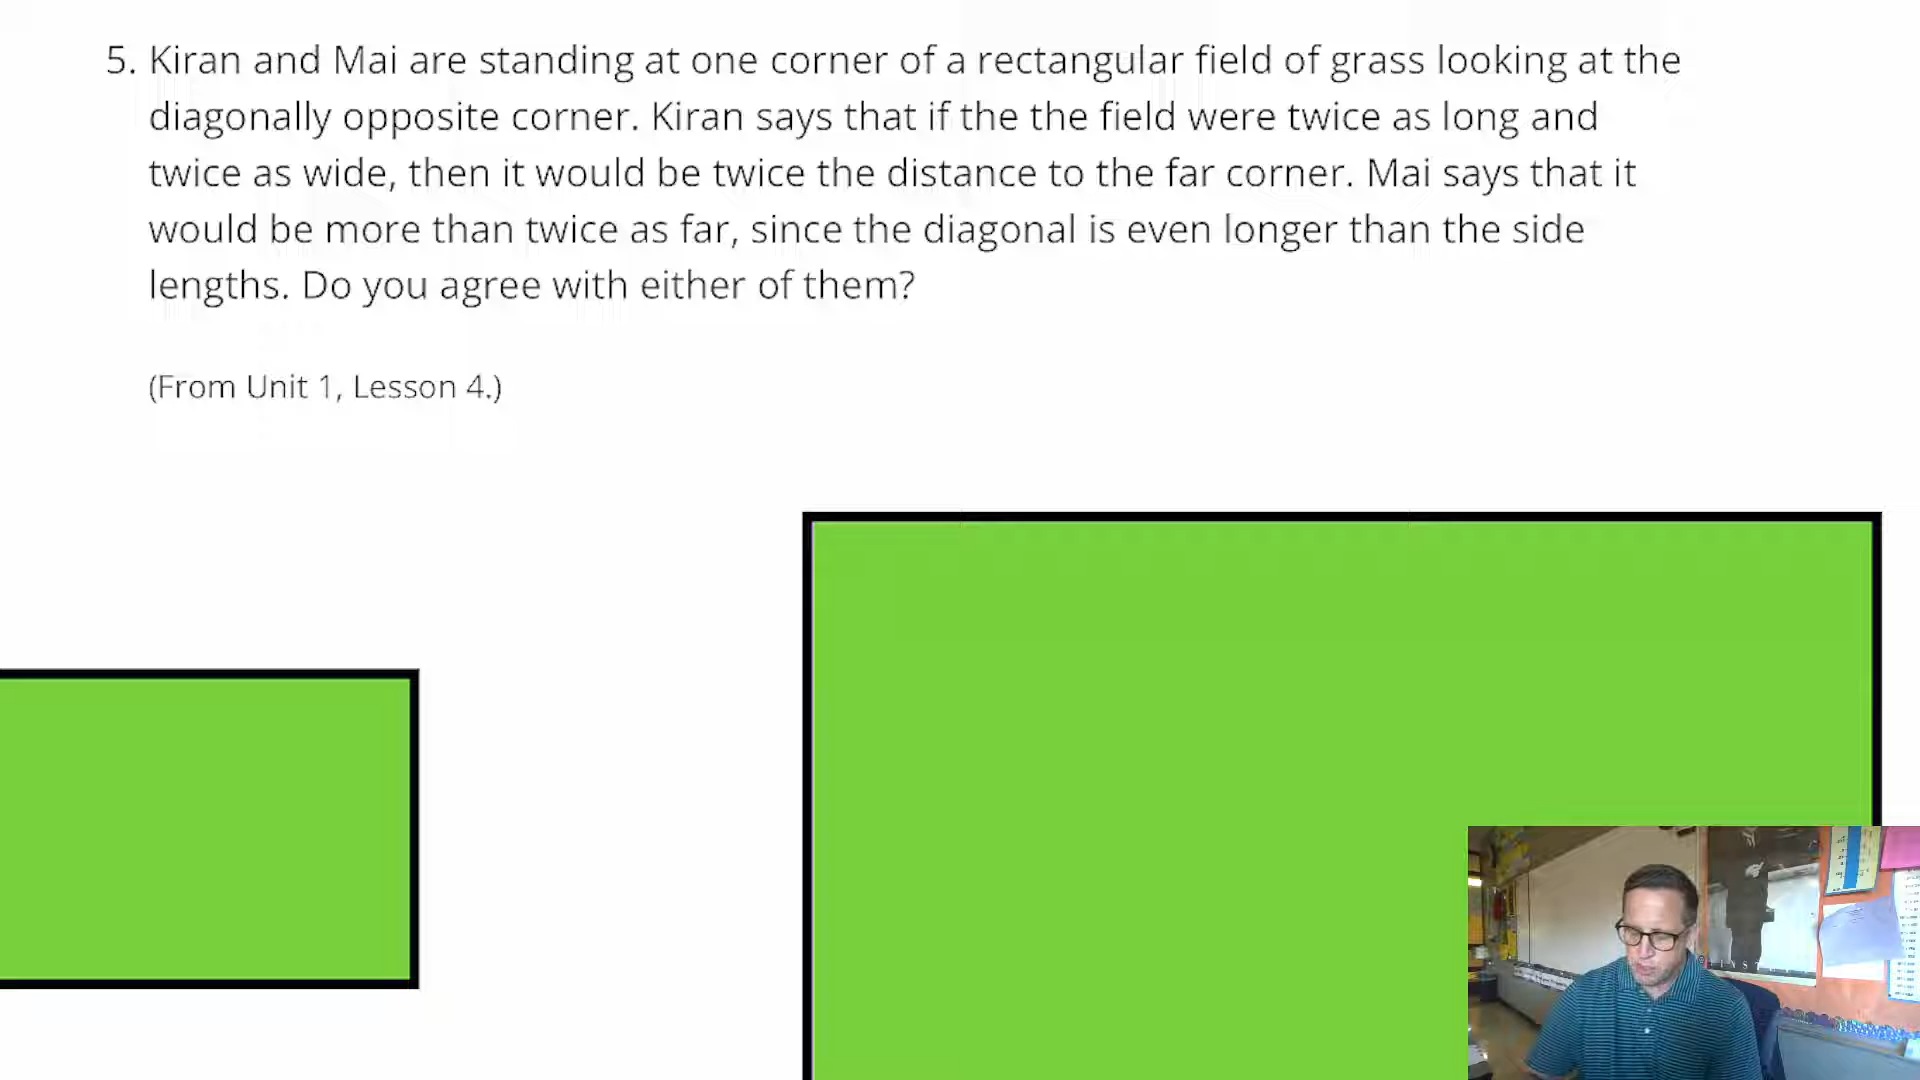 5. Kiran and Mai are standing at one corner of a rectangular field of grass looking at the
diagonally opposite corner. Kiran says that if the the field were twice as long and
twice as wide, then it would be twice the distance to the far corner. Mai says that it
would be more than twice as far, since the diagonal is even longer than the side
lengths. Do you agree with either of them?
(From Unit 1, Lesson 4.)